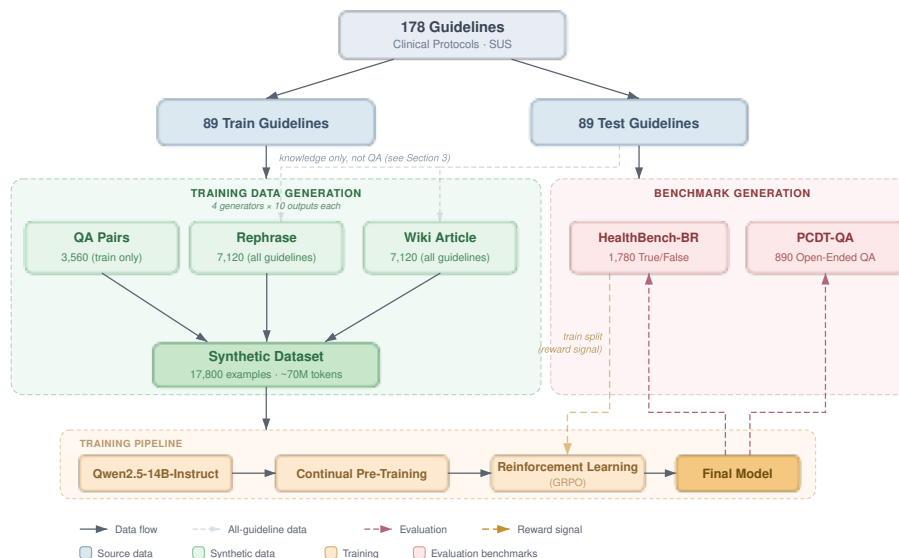 178 Guidelines
Clinical Protocols · SUS
89 Train Guidelines
89 Test Guidelines
knowledge only, not QA (see Section 3)
TRAINING DATA GENERATION
4 generators × 10 outputs each
BENCHMARK GENERATION
QA Pairs
3,560 (train only)
Rephrase
7,120 (all guidelines)
Wiki Article
7,120 (all guidelines)
HealthBench-BR
1,780 True/False
PCDT-QA
890 Open-Ended QA
train split
(reward signal)
Synthetic Dataset
17,800 examples · ~70M tokens
TRAINING PIPELINE
Qwen2.5-14B-Instruct
Continual Pre-Training
Reinforcement Learning
(GRPO)
Final Model
Data flow
All-guideline data
Evaluation
Reward signal
Source data
Synthetic data
Training
Evaluation benchmarks